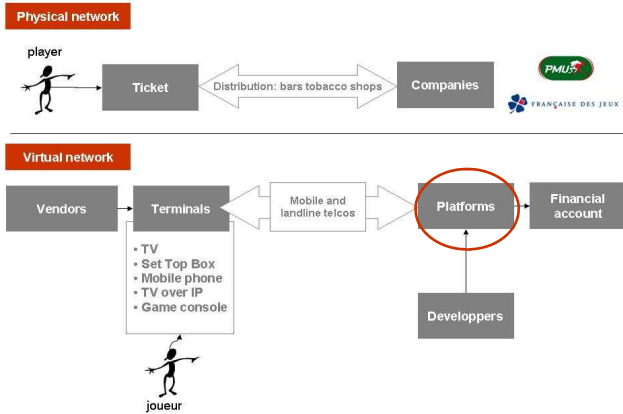 Physical network
player
Ticket
Distribution: bars tobacco shops
Companies
PMU
FRANÇAISE DES JEUX
Virtual network
Vendors
Terminals
Mobile and
landline telcos
Platforms
Financial
account
• TV
• Set Top Box
• Mobile phone
• TV over IP
• Game console
Developpers
joueur